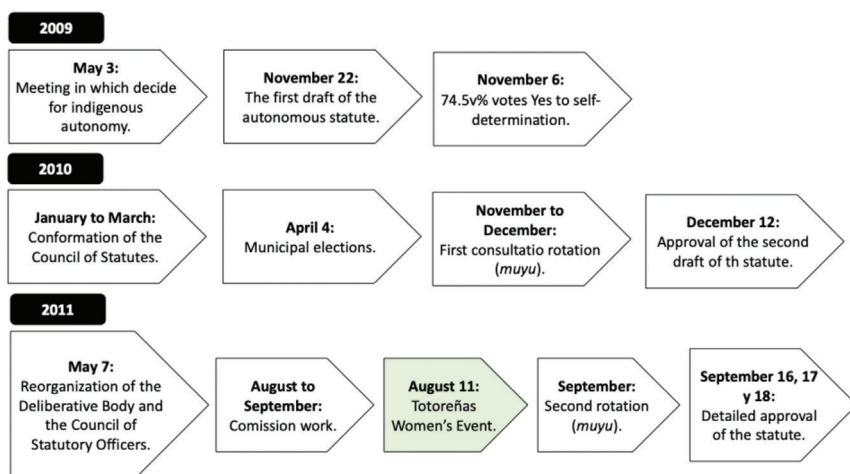 2009
May 3:
Meeting in which decide
for indigenous
autonomy.
November 22:
The first draft of the
autonomous statute.
November 6:
74.5v% votes Yes to self-
determination.
2010
January to March:
Conformation of the
Council of Statutes.
April 4:
Municipal elections.
November to
December:
First consultatio rotation
(muyu).
December 12:
Approval of the second
draft of th statute.
2011
May 7:
Reorganization of the
Deliberative Body and
the Council of
Statutory Officers.
August to
September:
Comission work.
August 11:
Totoreñas
Women's Event.
September:
Second rotation
(muyu).
September 16, 17
y 18:
Detailed approval
of the statute.